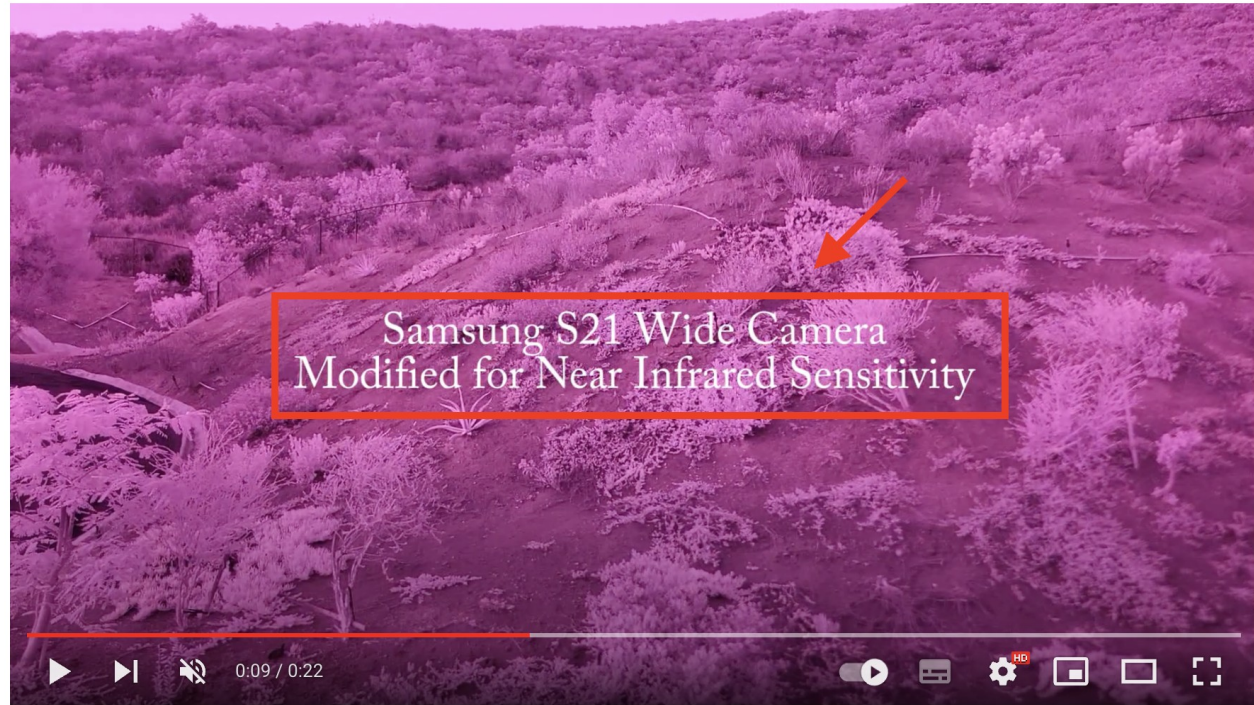 Samsung S21 Wide Camera
Modified for Near Infrared Sensitivity
0:09 / 0:22
HD